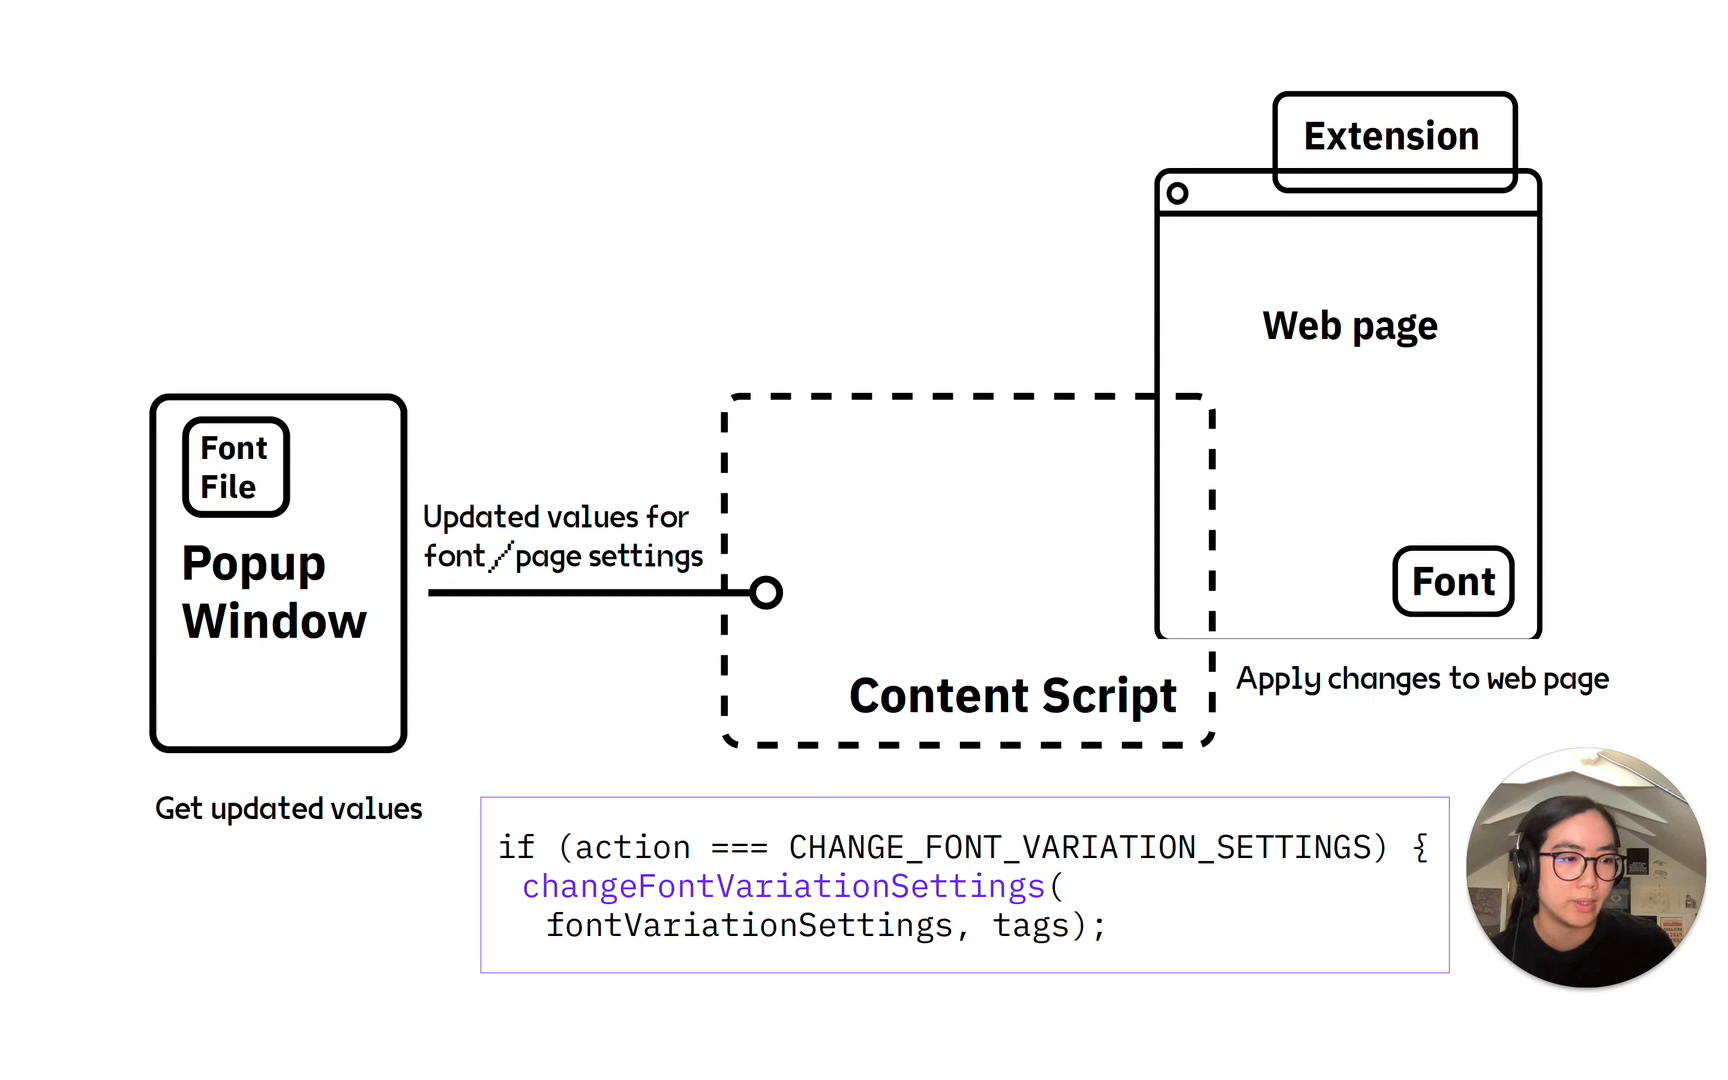 Extension
Web page
Font
File
Popup
Window
Updated values for
font/page settings
Font
Content Script
Apply changes to web page
Get updated values
if (action === CHANGE_FONT_VARIATION_SETTINGS) {
changeFontVariationSettings(
fontVariationSettings, tags);